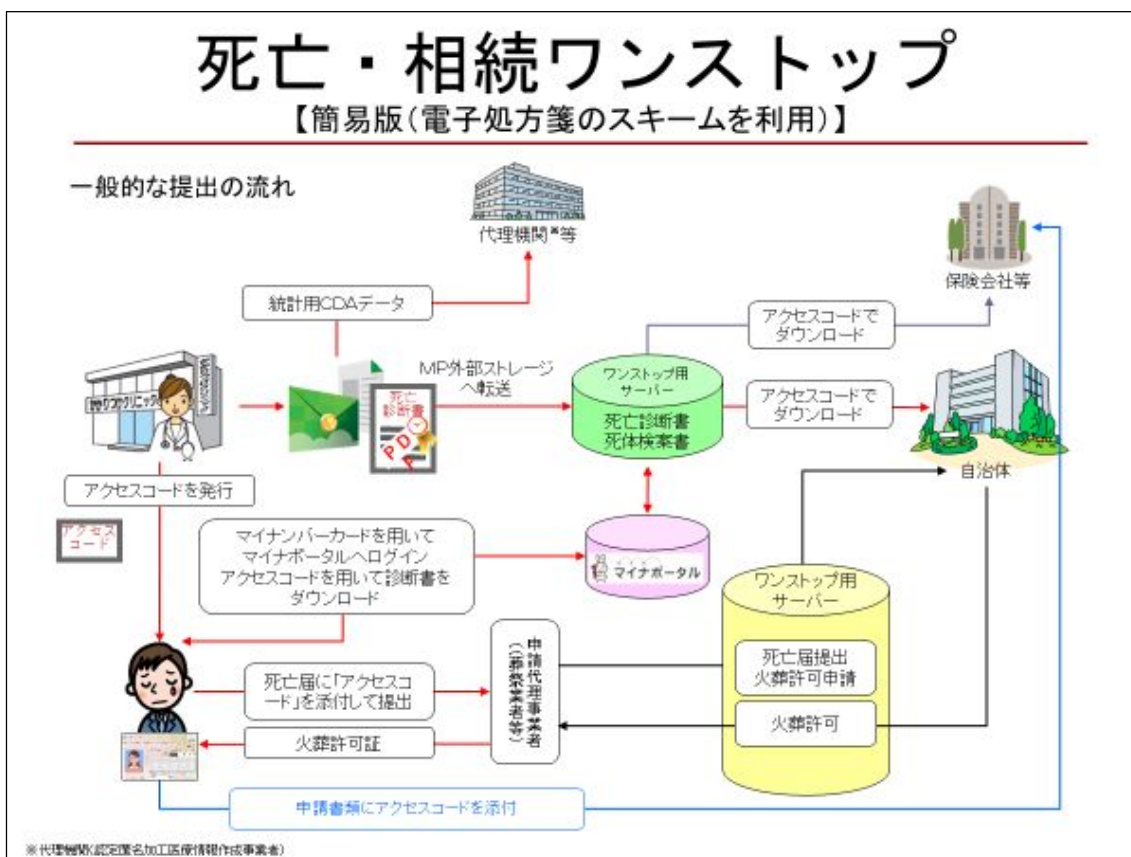 死亡・相続ワンストップ
【簡易版(電子処方箋のスキームを利用)】
一般的な提出の流れ
代理機関※等
保険会社等
統計用CDAデータ
アクセスコードで
ダウンロード
かかりつけクリニック
MP外部ストレージ
へ転送
死亡
診断書
PDF
ワンストップ用
サーバー
死亡診断書
死体検案書
アクセスコードで
ダウンロード
自治体
アクセスコードを発行
アクセス
コード
マイナンバーカードを用いて
マイナポータルへログイン
アクセスコードを用いて診断書を
ダウンロード
マイナポータル
ワンストップ用
サーバー
死亡届に「アクセスコ
ード」を添付して提出
申請代理事業者
(葬祭業者等)
死亡届提出
火葬許可申請
火葬許可証
火葬許可
申請書類にアクセスコードを添付
※代理機関(認定匿名加工医療情報作成事業者)